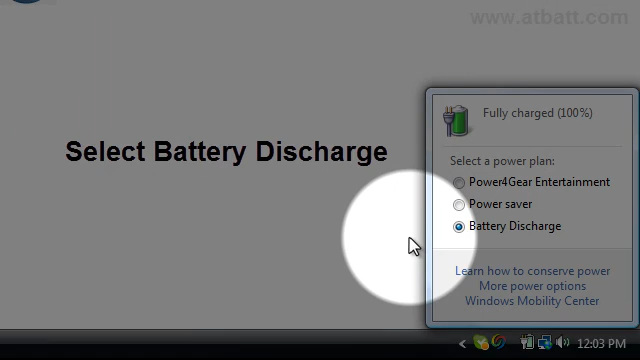 www.atbatt.com
Fully charged (100%)
Select Battery Discharge
Select a power plan:
Power4Gear Entertainment
Power saver
Battery Discharge
Learn how to conserve power
More power options
Windows Mobility Center
12:03 PM